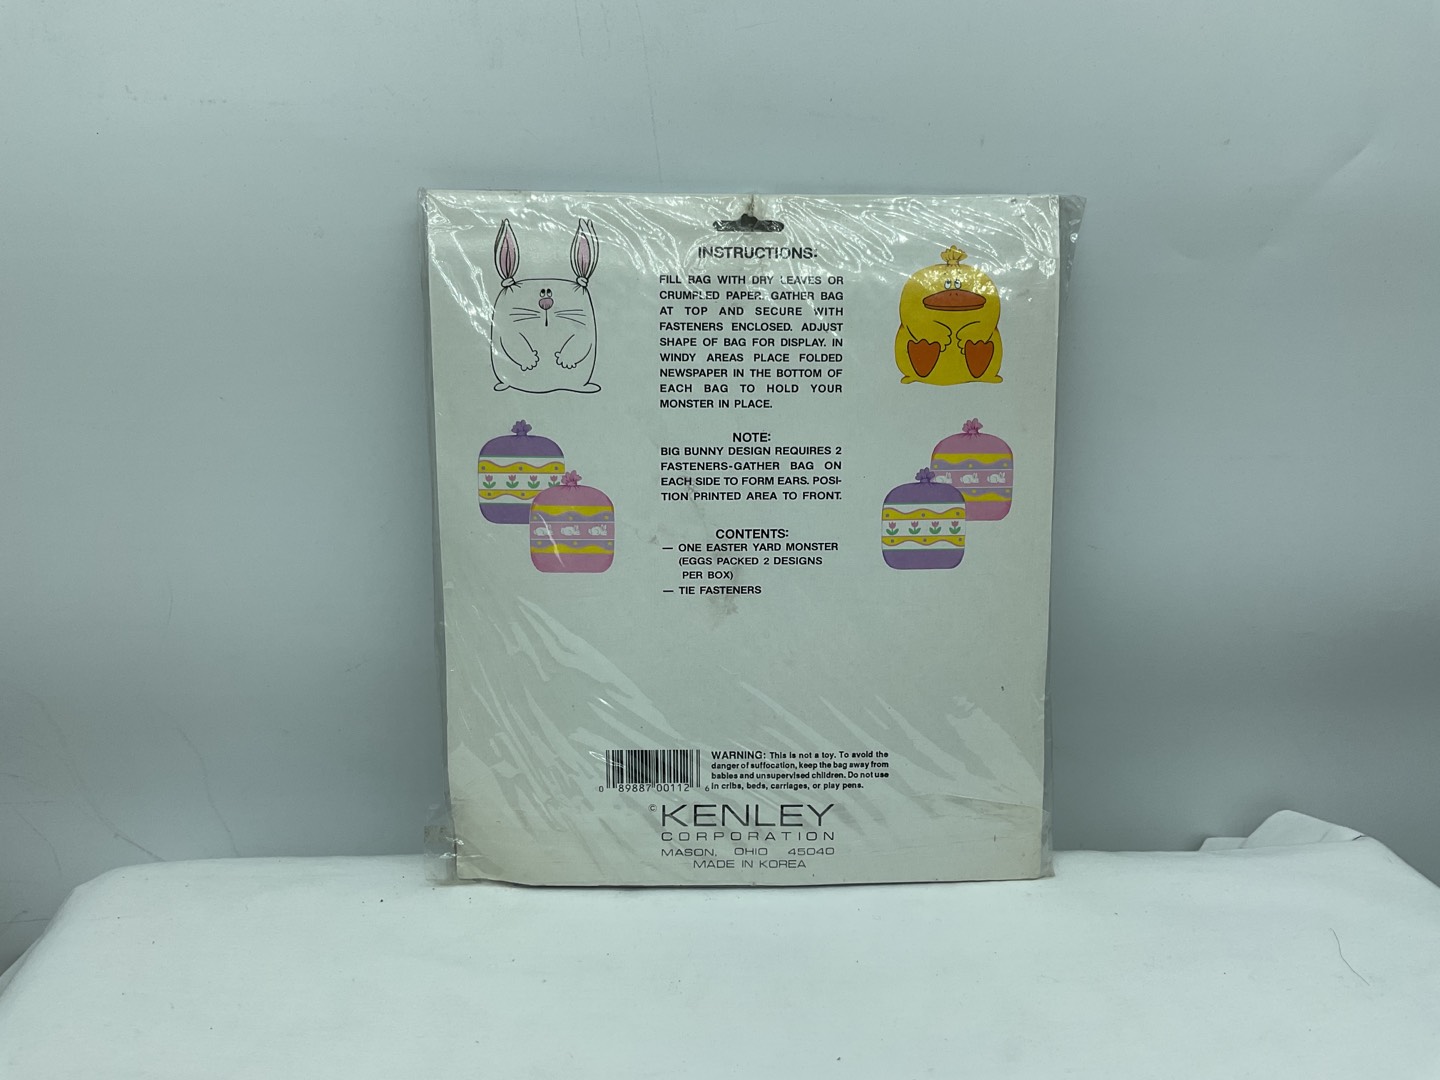 INSTRUCTIONS:
FILL BAG WITH DRY LEAVES OR
CRUMPLED PAPER. GATHER BAG
AT TOP AND SECURE WITH
FASTENERS ENCLOSED. ADJUST
SHAPE OF BAG FOR DISPLAY. IN
WINDY AREAS PLACE FOLDED
NEWSPAPER IN THE BOTTOM OF
EACH BAG TO HOLD YOUR
MONSTER IN PLACE.
NOTE:
BIG BUNNY DESIGN REQUIRES 2
FASTENERS-GATHER BAG ON
EACH SIDE TO FORM EARS. POSI-
TION PRINTED AREA TO FRONT.
CONTENTS:
— ONE EASTER YARD MONSTER
(EGGS PACKED 2 DESIGNS
PER BOX)
— TIE FASTENERS
WARNING: This is not a toy. To avoid the
danger of suffocation, keep the bag away from
babies and unsupervised children. Do not use
in cribs, beds, carriages, or play pens.
0 89887 00112 6
© KENLEY
CORPORATION
MASON, OHIO 45040
MADE IN KOREA